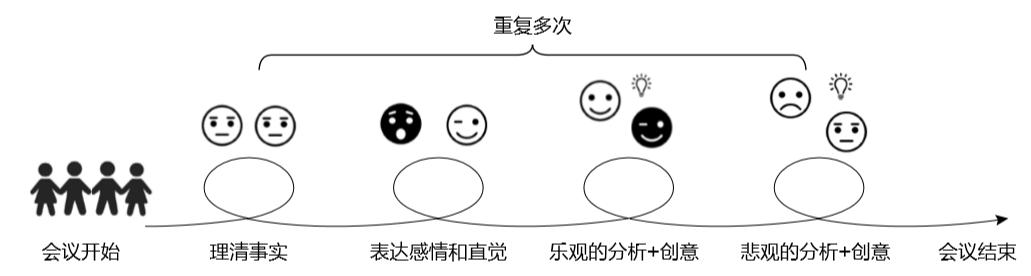 重复多次
会议开始
理清事实
表达感情和直觉
乐观的分析+创意
悲观的分析+创意
会议结束